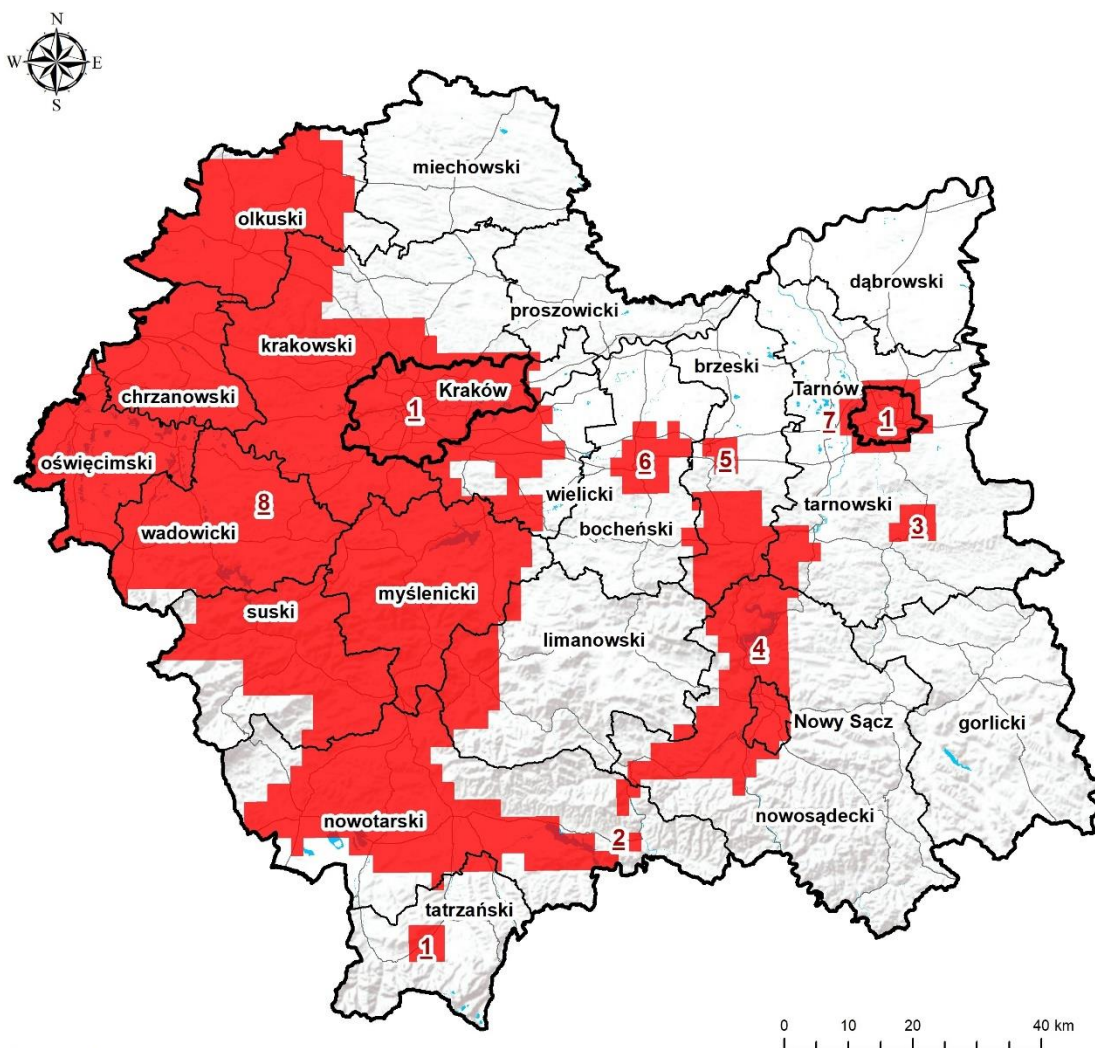 N
W E
S
miechowski
olkuski
dąbrowski
proszowicki
krakowski
brzeski
Tarnów
chrzanowski
Kraków
1
7
1
oświęcimski
6
5
wielicki
8
tarnowski
3
wadowicki
bocheński
myślenicki
suski
limanowski
4
Nowy Sącz
gorlicki
nowotarski
nowosądecki
2
tatrzański
1
0 10 20 40 km